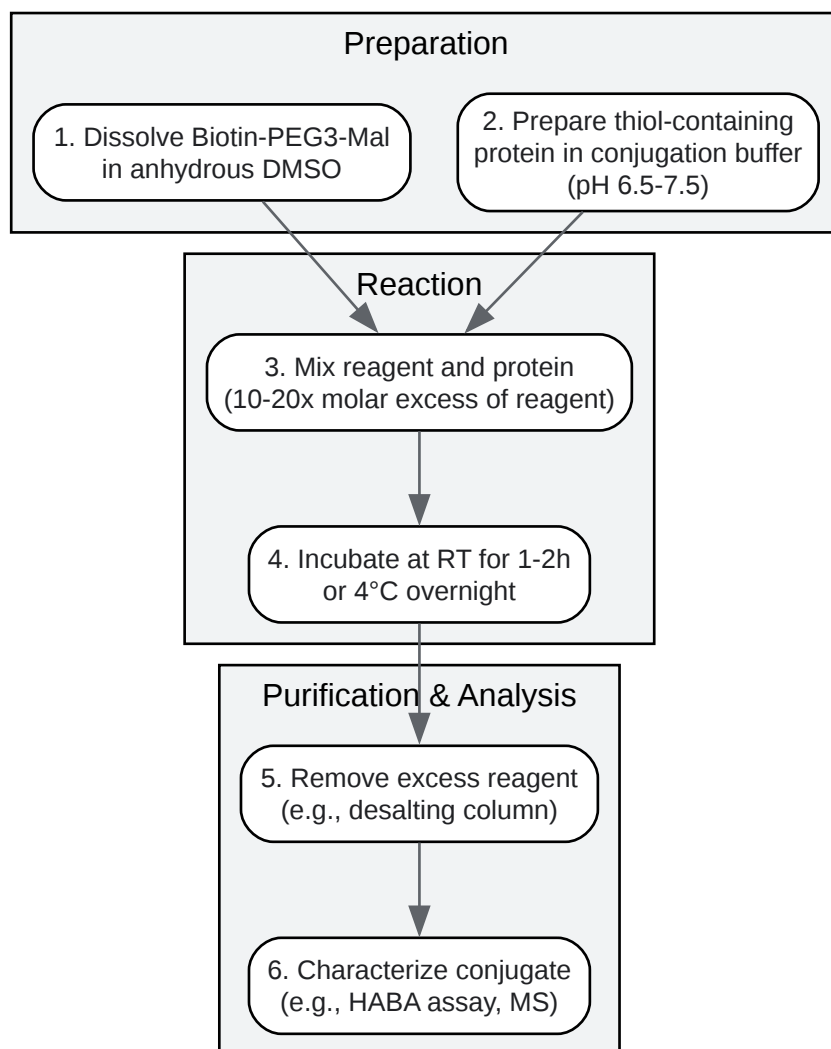 Preparation
1. Dissolve Biotin-PEG3-Mal
in anhydrous DMSO
2. Prepare thiol-containing
protein in conjugation buffer
(pH 6.5-7.5)
Reaction
3. Mix reagent and protein
(10-20x molar excess of reagent)
4. Incubate at RT for 1-2h
or 4°C overnight
Purification & Analysis
5. Remove excess reagent
(e.g., desalting column)
6. Characterize conjugate
(e.g., HABA assay, MS)